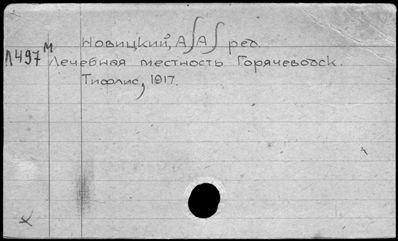 М Новицкий, А. А. ред.
Л497 Лечебная местность Горячеводск.
Тифлис, 1917.